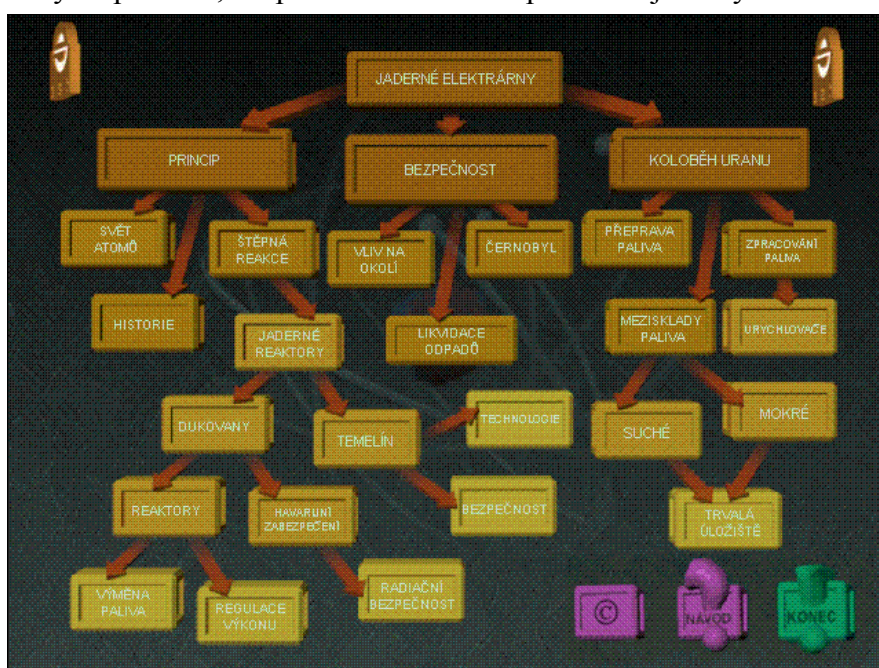 JADERNÉ ELEKTRÁRNY
PRINCIP
BEZPEČNOST
KOLOBĚH URANU
SVĚT
ATOMŮ
ŠTĚPNÁ
REAKCE
VLIV NA
OKOLÍ
ČERNOBYL
PŘEPRAVA
PALIVA
ZPRACOVÁNÍ
PALIVA
HISTORIE
JADERNÉ
REAKTORY
LIKVIDACE
ODPADŮ
MEZISKLADY
PALIVA
URYCHLOVAČE
DUKOVANY
TEMELÍN
TECHNOLOGIE
SUCHÉ
MOKRÉ
REAKTORY
HAVARIJNÍ
ZABEZPEČENÍ
BEZPEČNOST
TRVALÁ
ÚLOŽIŠTĚ
VÝMĚNA
PALIVA
REGULACE
VÝKONU
RADIAČNÍ
BEZPEČNOST
©
NÁVOD
KONEC